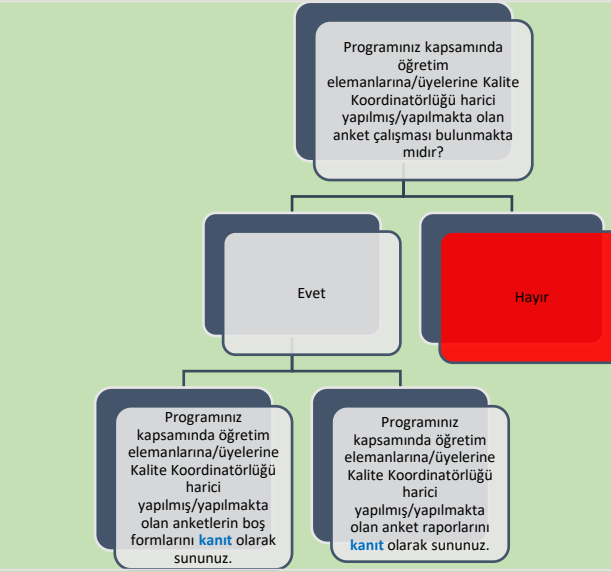 Programınız kapsamında
öğretim
elemanlarına/üyelerine Kalite
Koordinatörlüğü harici
yapılmış/yapılmakta olan
anket çalışması bulunmakta
mıdır?
Evet
Hayır
Programınız
kapsamında öğretim
elemanlarına/üyelerine
Kalite Koordinatörlüğü
harici
yapılmış/yapılmakta
olan anketlerin boş
formlarını kanıt olarak
sununuz.
Programınız
kapsamında öğretim
elemanlarına/üyelerine
Kalite Koordinatörlüğü
harici
yapılmış/yapılmakta
olan anket raporlarını
kanıt olarak sununuz.